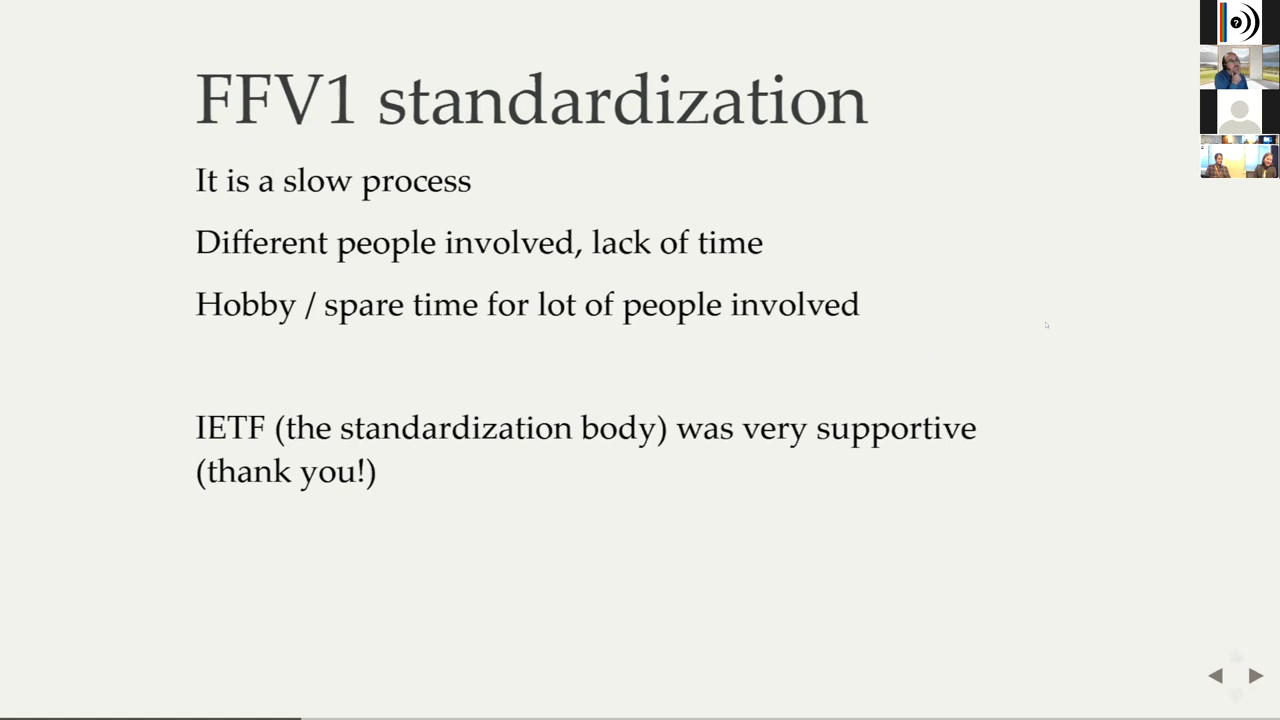 FFV1 standardization
It is a slow process
Different people involved, lack of time
Hobby / spare time for lot of people involved
IETF (the standardization body) was very supportive
(thank you!)